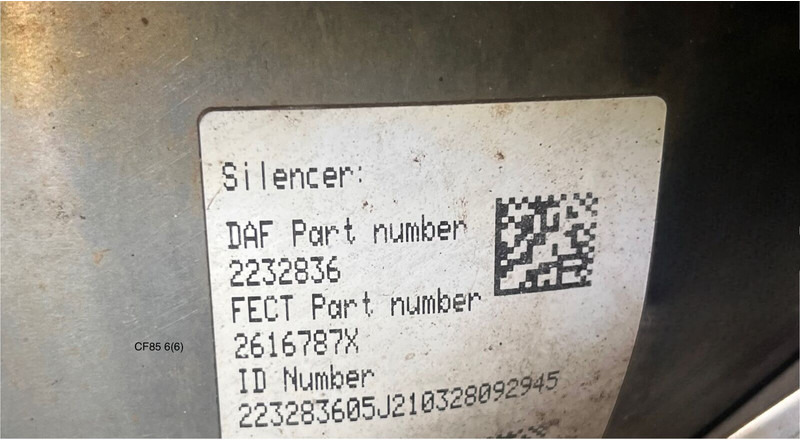 Silencer:
DAF Part number
2232836
FECT Part number
2616787X
CF85 6(6)
ID Number
223283605J210328092945